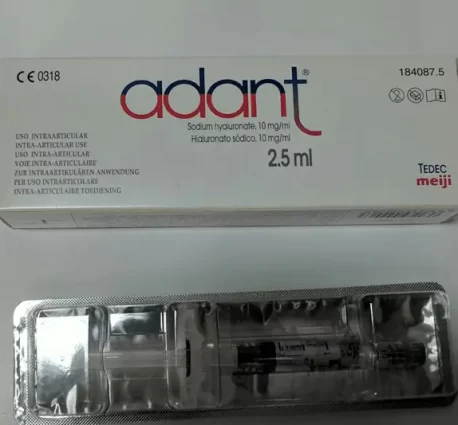 CE 0318
adant®
184087.5
Sodium hyaluronate, 10 mg/ml
Hialuronato sódico, 10 mg/ml
2.5 ml
USO INTRAARTICULAR
INTRA-ARTICULAR USE
USO INTRA-ARTICULAR
VOIE INTRA-ARTICULAIRE
ZUR INTRAARTIKULÄREN ANWENDUNG
PER USO INTRARTICOLARE
INTRA-ARTICULAIRE TOEDIENING
TEDEC
meiji